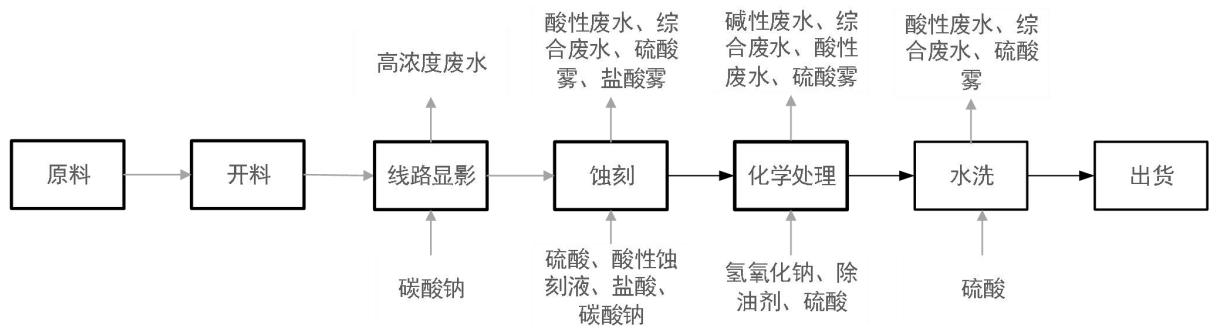 高浓度废水
酸性废水、综
合废水、硫酸
雾、盐酸雾
碱性废水、综
合废水、酸性
废水、硫酸雾
酸性废水、综
合废水、硫酸
雾
原料
开料
线路显影
蚀刻
化学处理
水洗
出货
碳酸钠
硫酸、酸性蚀
刻液、盐酸、
碳酸钠
氢氧化钠、除
油剂、硫酸
硫酸